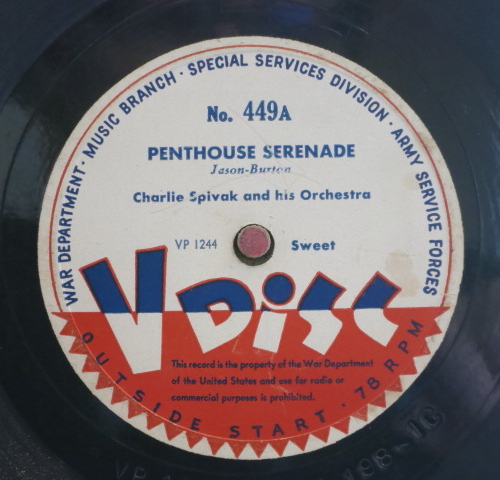 WAR DEPARTMENT · MUSIC BRANCH · SPECIAL SERVICES DIVISION · ARMY SERVICE FORCES
No. 449A
PENTHOUSE SERENADE
Jason-Burton
Charlie Spivak and his Orchestra
VP 1244 Sweet
V DISC
This record is the property of the War Department
of the United States and use for radio or
commercial purposes is prohibited.
OUTSIDE START · 78 RPM